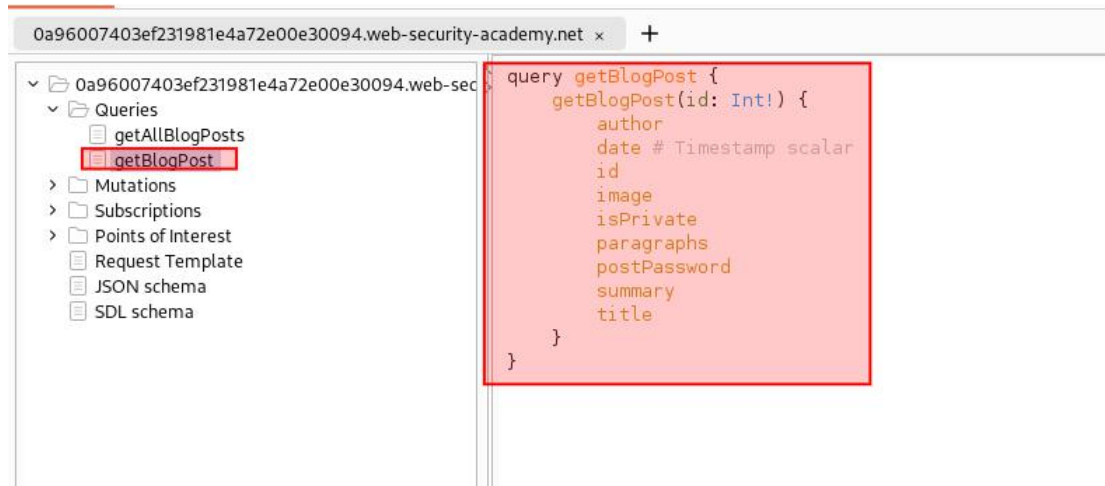 0a96007403ef231981e4a72e00e30094.web-security-academy.net × +
0a96007403ef231981e4a72e00e30094.web-sec
Queries
getAllBlogPosts
getBlogPost
Mutations
Subscriptions
Points of Interest
Request Template
JSON schema
SDL schema
query getBlogPost {
getBlogPost(id: Int!) {
author
date # Timestamp scalar
id
image
isPrivate
paragraphs
postPassword
summary
title
}
}